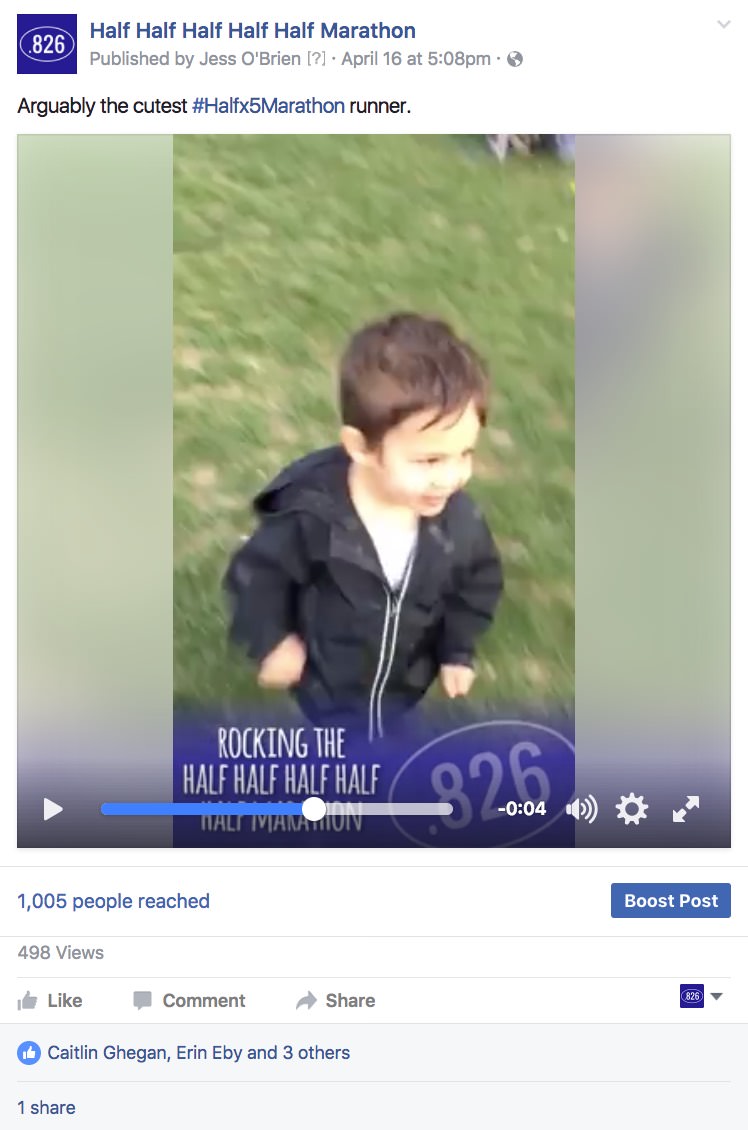 .826
Half Half Half Half Half Marathon
Published by Jess O'Brien [?] · April 16 at 5:08pm ·
Arguably the cutest #Halfx5Marathon runner.
ROCKING THE
HALF HALF HALF HALF
HALF MARATHON
.826
-0:04
1,005 people reached
Boost Post
498 Views
Like
Comment
Share
.826
Caitlin Ghegan, Erin Eby and 3 others
1 share